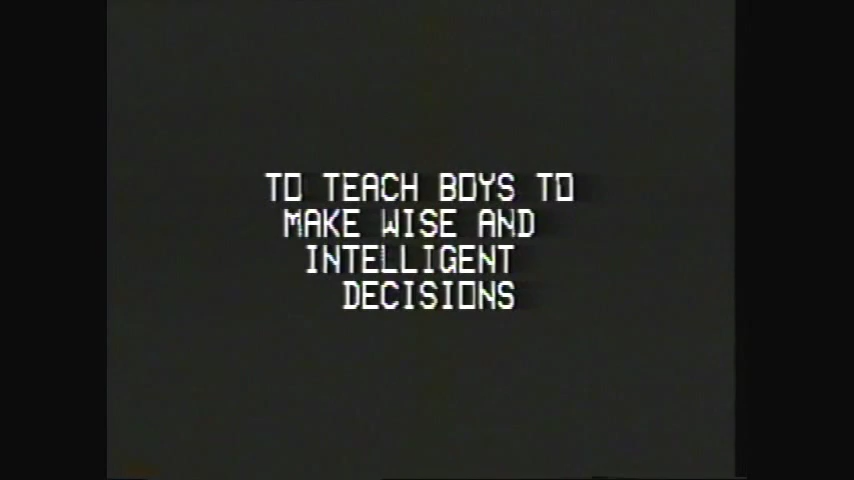 TO TEACH BOYS TO
MAKE WISE AND
INTELLIGENT
DECISIONS